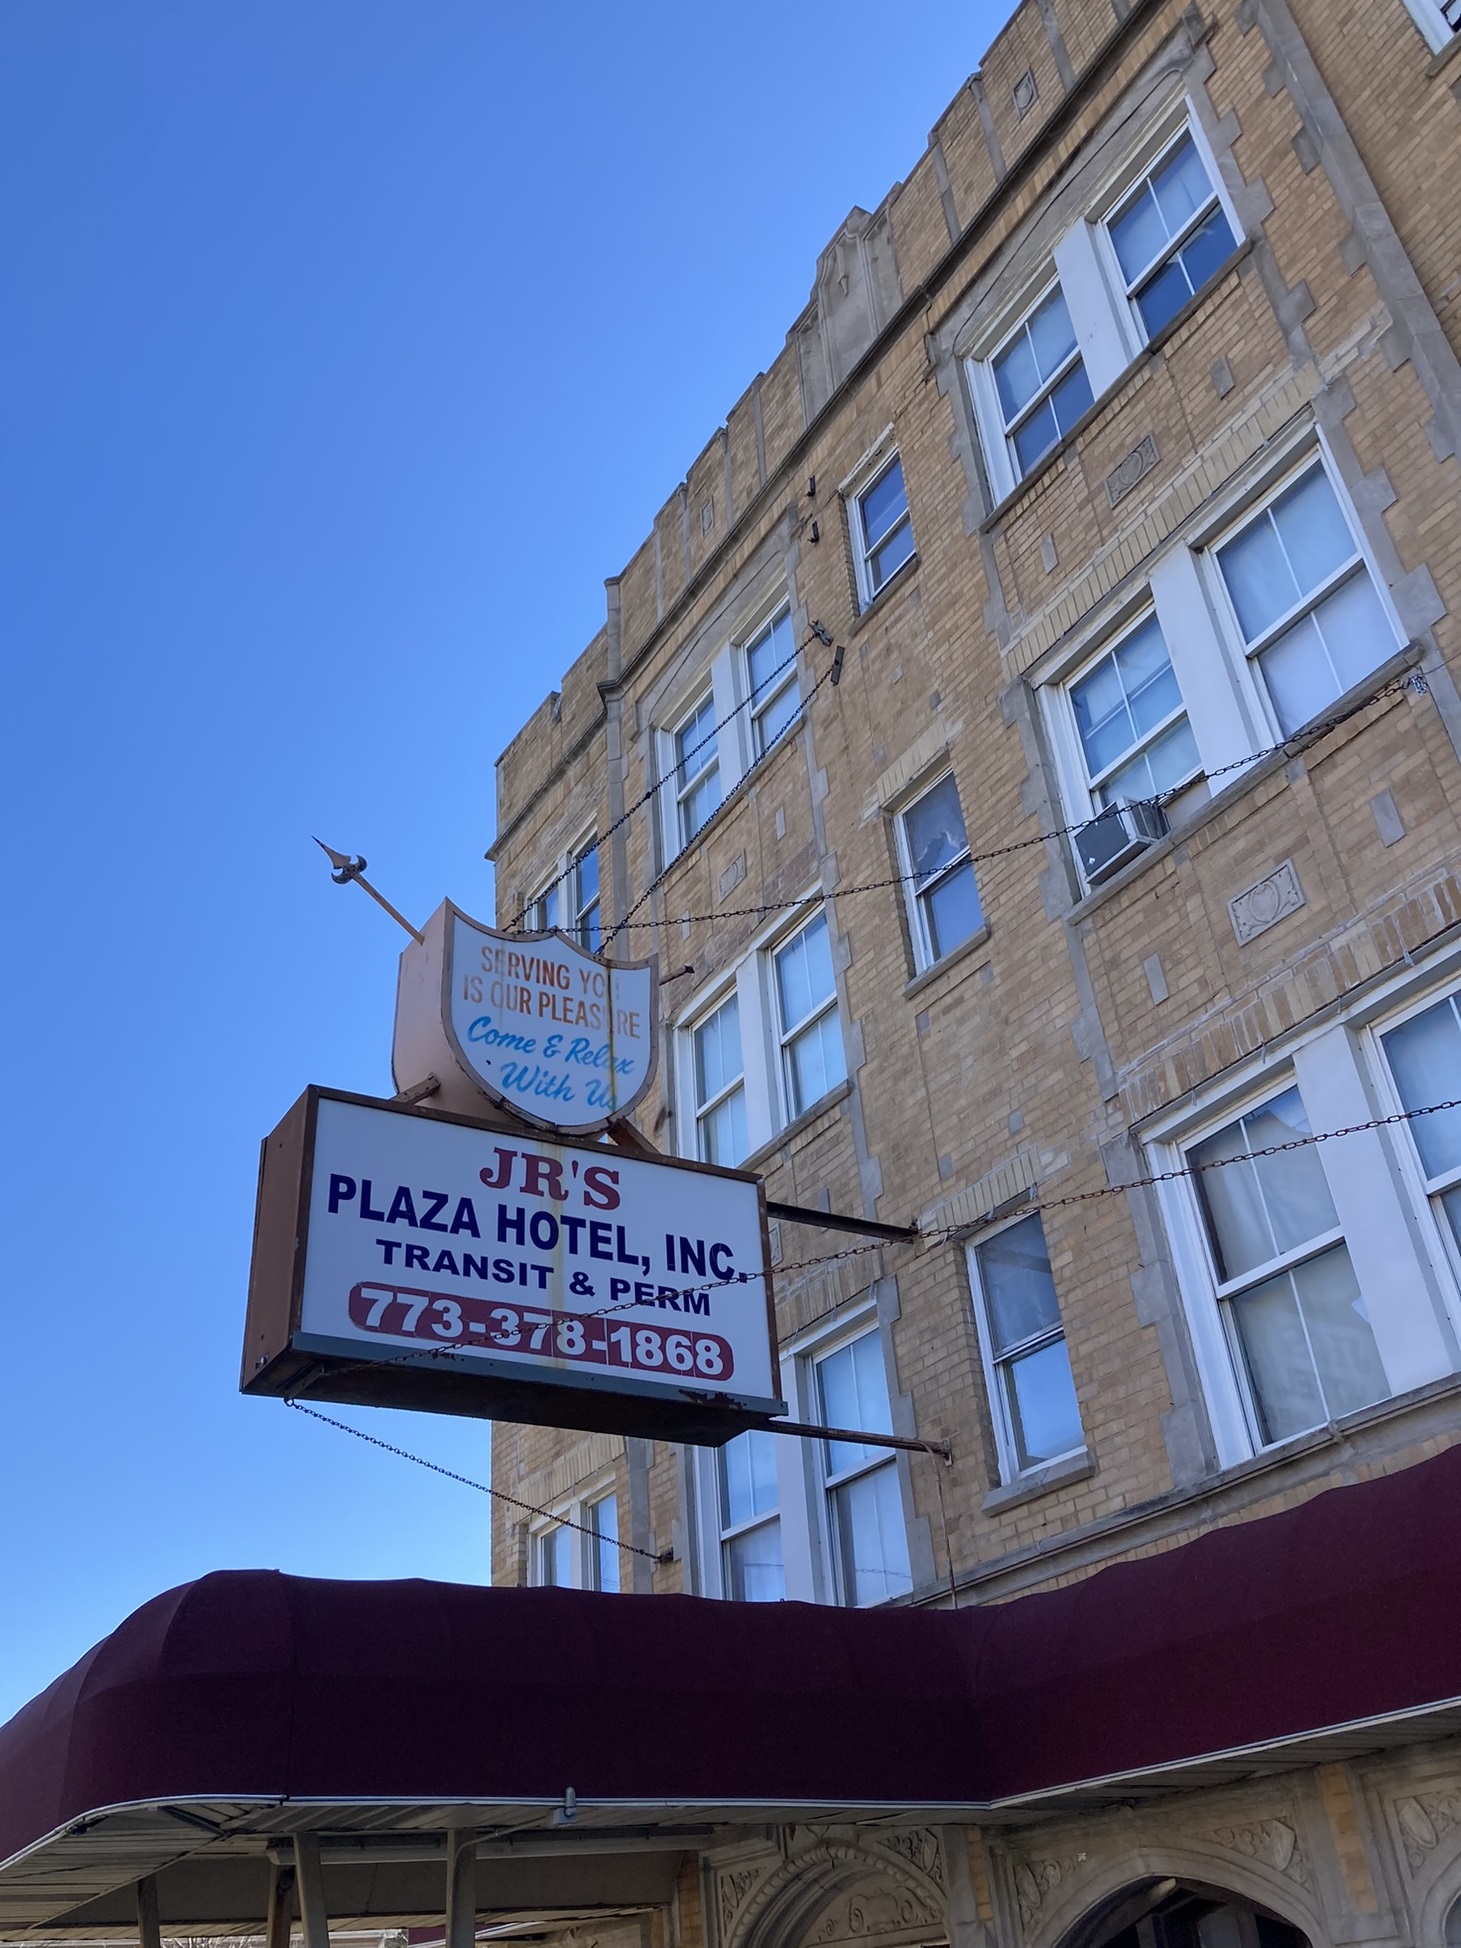 SERVING YOU
IS OUR PLEASURE
Come & Relax
With Us
JR'S
PLAZA HOTEL, INC.
TRANSIT & PERM
773-378-1868